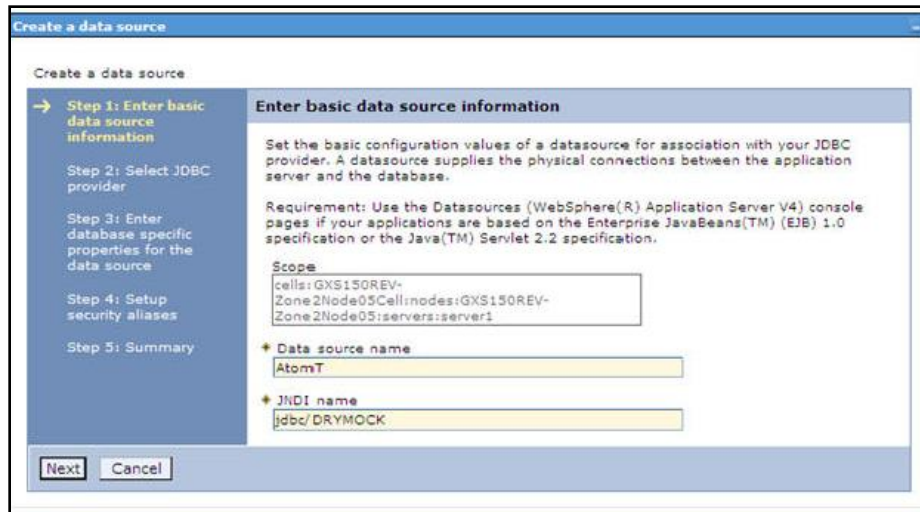 Create a data source
Create a data source
Step 1: Enter basic
data source
information
Step 2: Select JDBC
provider
Step 3: Enter
database specific
properties for the
data source
Step 4: Setup
security aliases
Step 5: Summary
Enter basic data source information
Set the basic configuration values of a datasource for association with your JDBC
provider. A datasource supplies the physical connections between the application
server and the database.
Requirement: Use the Datasources (WebSphere(R) Application Server V4) console
pages if your applications are based on the Enterprise JavaBeans(TM) (EJB) 1.0
specification or the Java(TM) Servlet 2.2 specification.
Scope
cells:GXS150REV-
Zone2Node05Cell:nodes:GXS150REV-
Zone2Node05:servers:server1
Data source name
AtomT
JNDI name
jdbc/DRYMOCK
Next Cancel